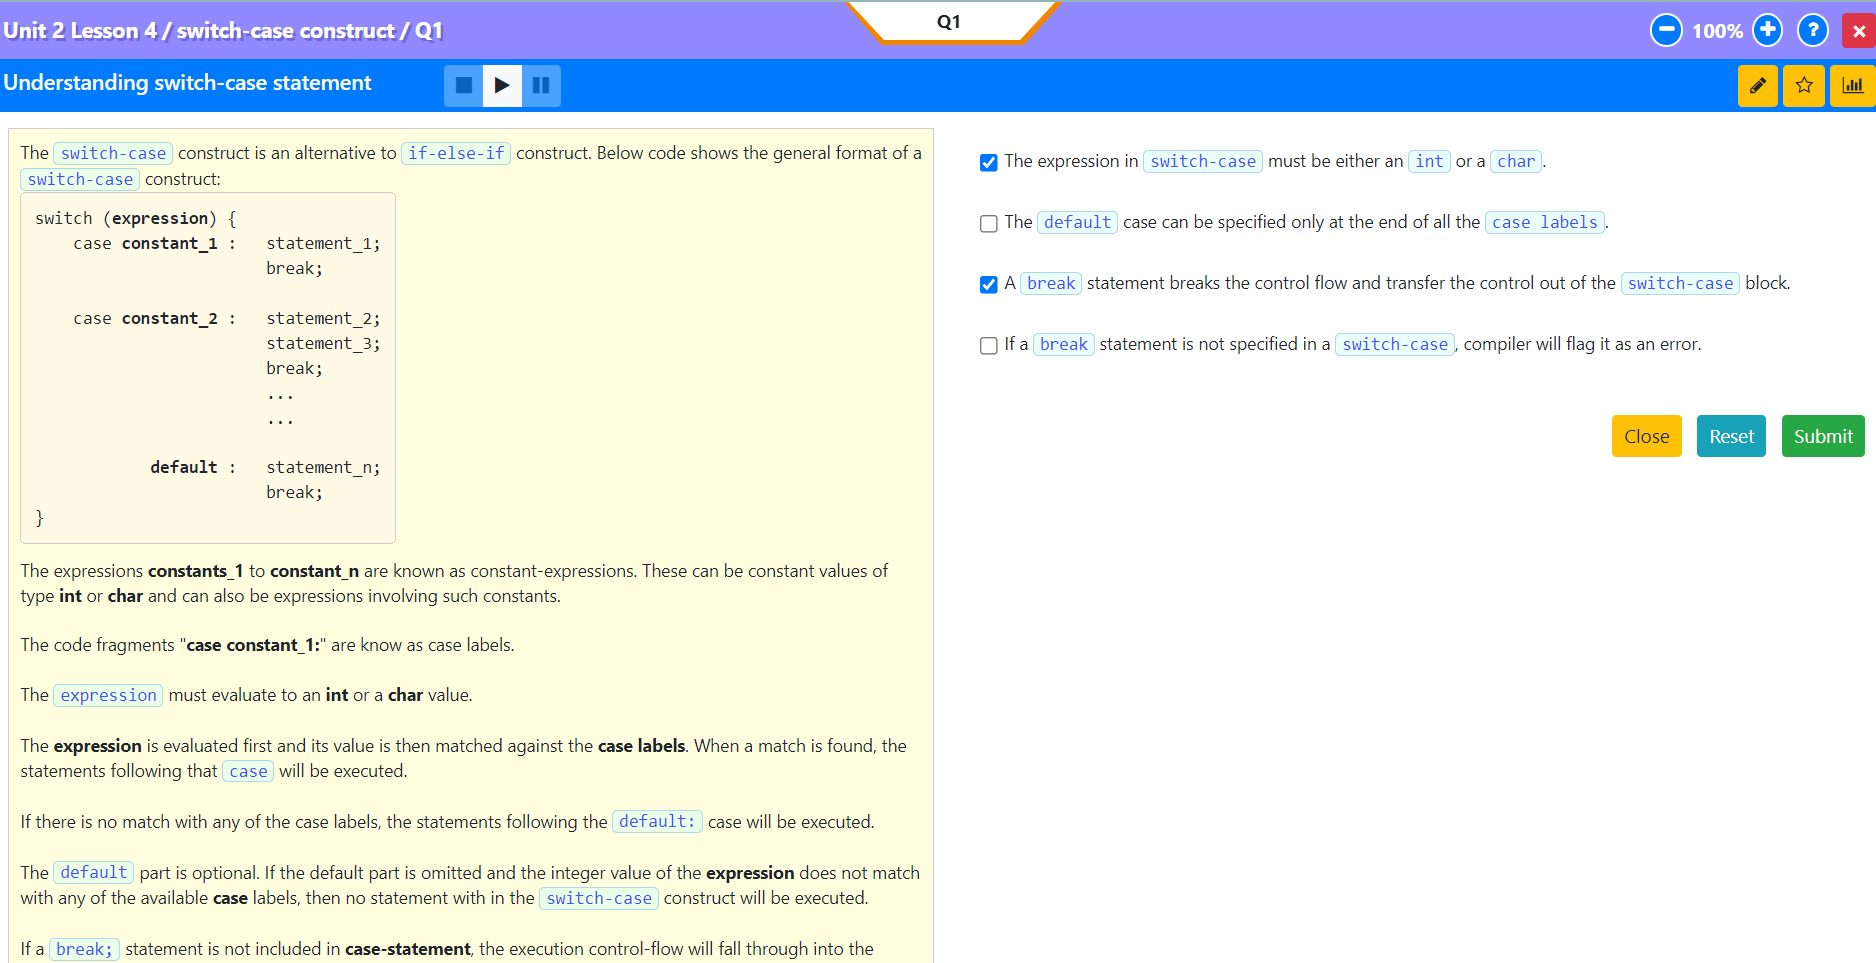 Q1
Unit 2 Lesson 4 / switch-case construct / Q1
100%
?
Understanding switch-case statement
The switch-case construct is an alternative to if-else-if construct. Below code shows the general format of a
switch-case construct:
switch (expression) {
case constant_1 : statement_1;
break;
case constant_2 : statement_2;
statement_3;
break;
...
...
default : statement_n;
break;
}
The expressions constants_1 to constant_n are known as constant-expressions. These can be constant values of
type int or char and can also be expressions involving such constants.
The code fragments "case constant_1:" are know as case labels.
The expression must evaluate to an int or a char value.
The expression is evaluated first and its value is then matched against the case labels. When a match is found, the
statements following that case will be executed.
If there is no match with any of the case labels, the statements following the default: case will be executed.
The default part is optional. If the default part is omitted and the integer value of the expression does not match
with any of the available case labels, then no statement with in the switch-case construct will be executed.
If a break; statement is not included in case-statement, the execution control-flow will fall through into the
The expression in switch-case must be either an int or a char.
The default case can be specified only at the end of all the case labels.
A break statement breaks the control flow and transfer the control out of the switch-case block.
If a break statement is not specified in a switch-case, compiler will flag it as an error.
Close Reset Submit